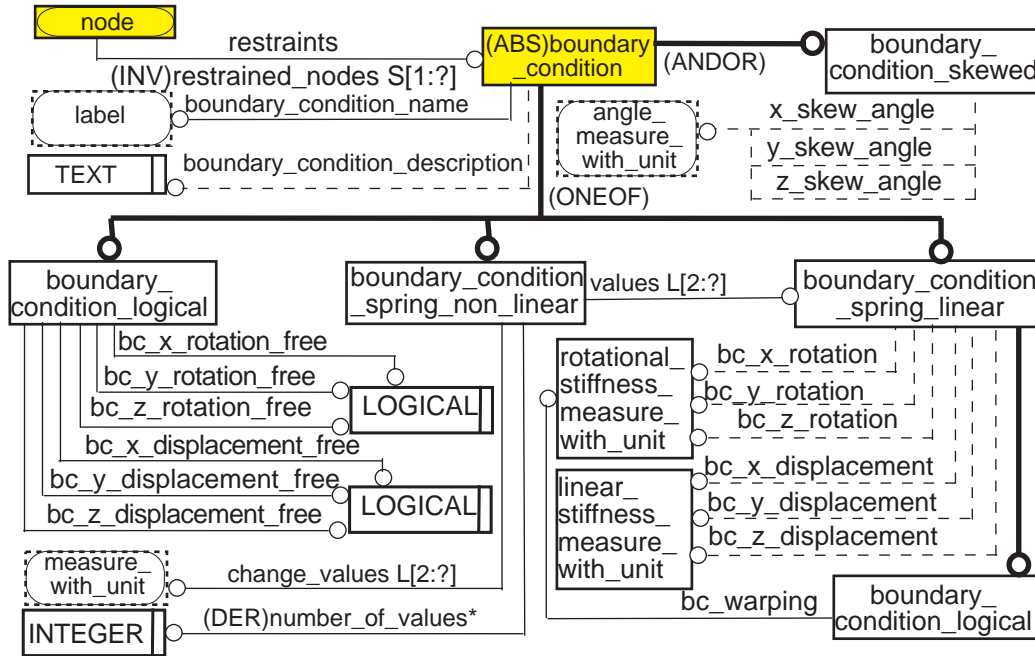 node
restraints
(INV)restrained_nodes S[1:?]
(ABS)boundary
_condition
(ANDOR)
boundary_
condition_skewed
label
boundary_condition_name
angle_
measure_
with_unit
x_skew_angle
y_skew_angle
z_skew_angle
TEXT
boundary_condition_description
(ONEOF)
boundary_
condition_logical
boundary_condition
_spring_non_linear
values L[2:?]
boundary_condition
_spring_linear
bc_x_rotation_free
bc_y_rotation_free
bc_z_rotation_free
LOGICAL
bc_x_displacement_free
bc_y_displacement_free
bc_z_displacement_free
LOGICAL
rotational_
stiffness_
measure_
with_unit
bc_x_rotation
bc_y_rotation
bc_z_rotation
linear_
stiffness_
measure_
with_unit
bc_x_displacement
bc_y_displacement
bc_z_displacement
measure_
with_unit
change_values L[2:?]
INTEGER
(DER)number_of_values*
bc_warping
boundary_
condition_logical